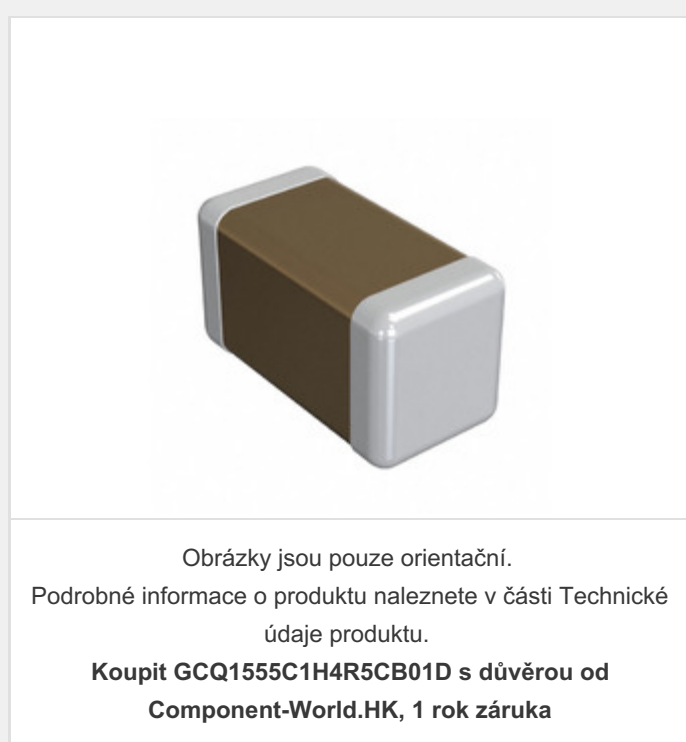 Obrázky jsou pouze orientační.
Podrobné informace o produktu naleznete v části Technické
údaje produktu.
Koupit GCQ1555C1H4R5CB01D s důvěrou od
Component-World.HK, 1 rok záruka